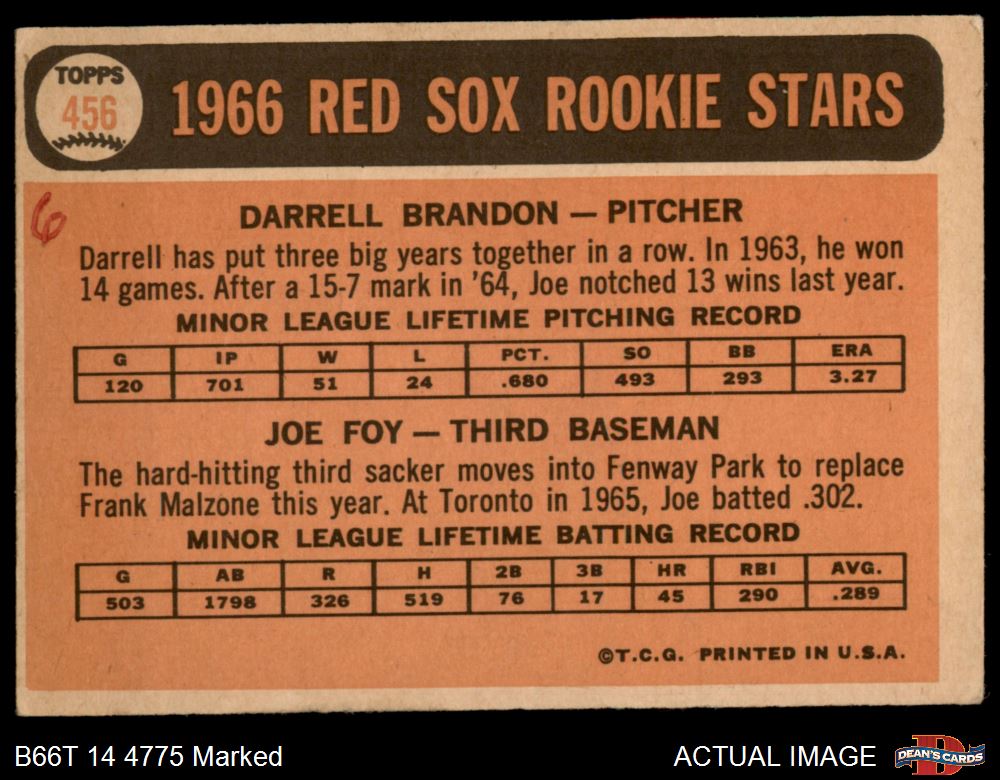 TOPPS
456
1966 RED SOX ROOKIE STARS
6
DARRELL BRANDON — PITCHER
Darrell has put three big years together in a row. In 1963, he won
14 games. After a 15-7 mark in '64, Joe notched 13 wins last year.
MINOR LEAGUE LIFETIME PITCHING RECORD
G IP W L PCT. SO BB ERA
120 701 51 24 .680 493 293 3.27
JOE FOY — THIRD BASEMAN
The hard-hitting third sacker moves into Fenway Park to replace
Frank Malzone this year. At Toronto in 1965, Joe batted .302.
MINOR LEAGUE LIFETIME BATTING RECORD
G AB R H 2B 3B HR RBI AVG.
503 1798 326 519 76 17 45 290 .289
©T.C.G. PRINTED IN U.S.A.
B66T 14 4775 Marked
ACTUAL IMAGE
DEAN'S CARDS